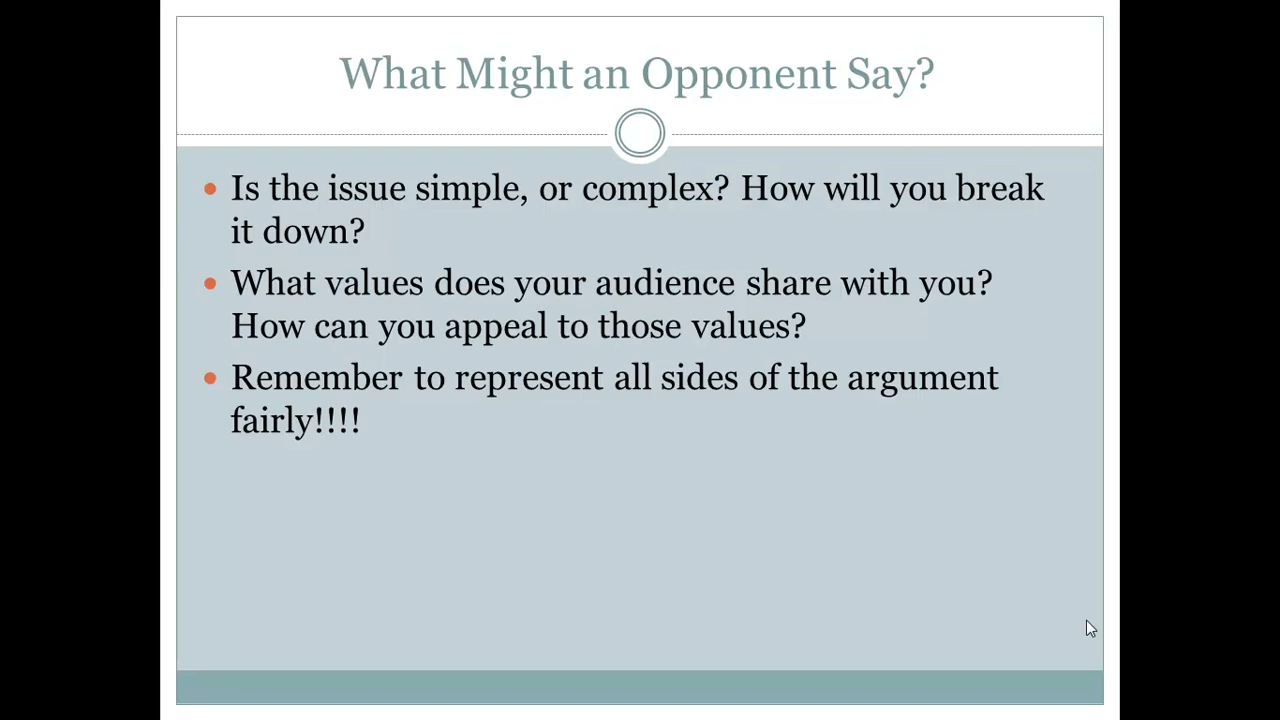 What Might an Opponent Say?
• Is the issue simple, or complex? How will you break
it down?
• What values does your audience share with you?
How can you appeal to those values?
• Remember to represent all sides of the argument
fairly!!!!